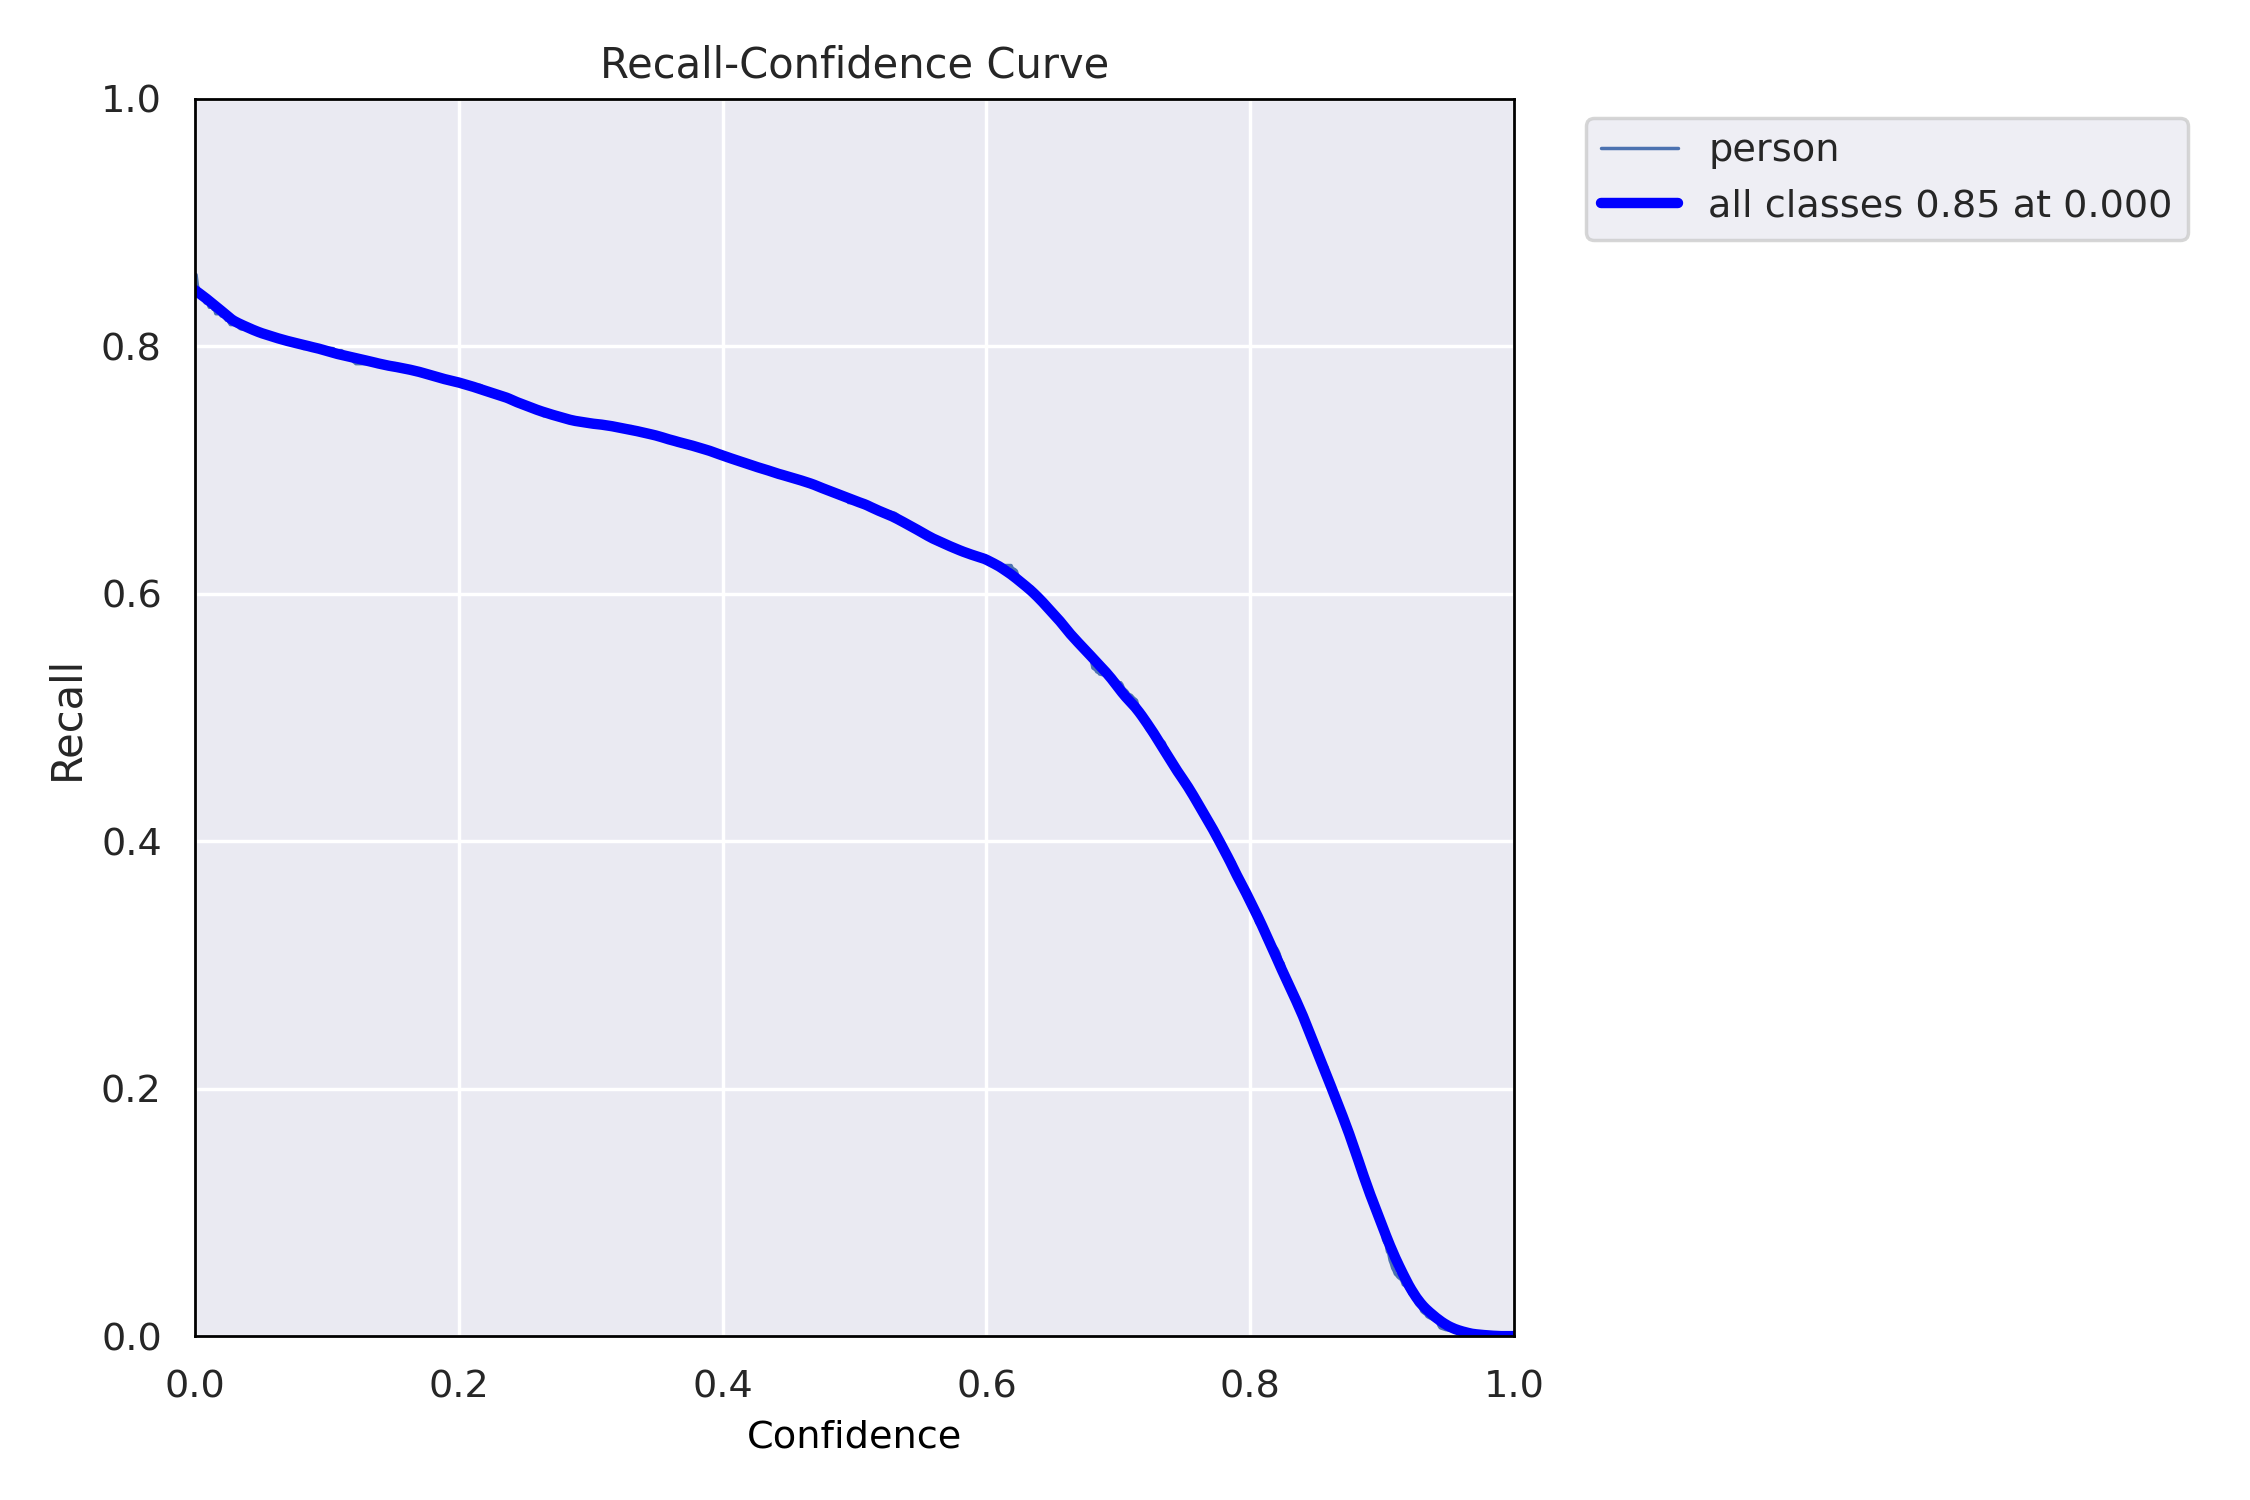 Recall-Confidence Curve
1.0
0.8
0.6
0.4
0.2
0.0
Recall
0.0 0.2 0.4 0.6 0.8 1.0
Confidence
person
all classes 0.85 at 0.000